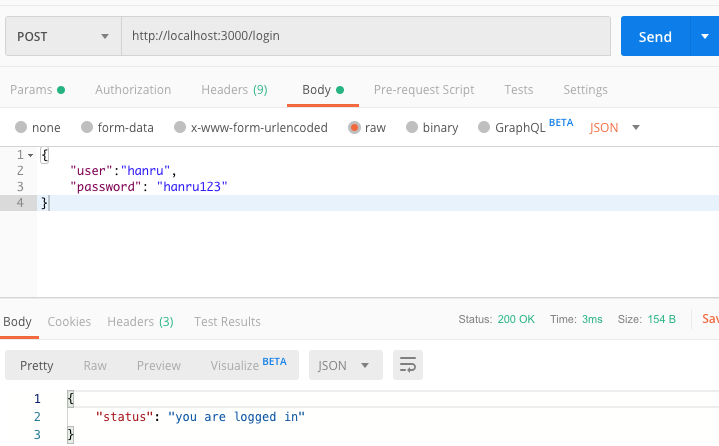 POST http://localhost:3000/login Send
Params Authorization Headers (9) Body Pre-request Script Tests Settings
none form-data x-www-form-urlencoded raw binary GraphQL BETA JSON
1 {
2 "user":"hanru",
3 "password": "hanru123"
4 }
Body Cookies Headers (3) Test Results Status: 200 OK Time: 3ms Size: 154 B Sav
Pretty Raw Preview Visualize BETA JSON
1 {
2 "status": "you are logged in"
3 }